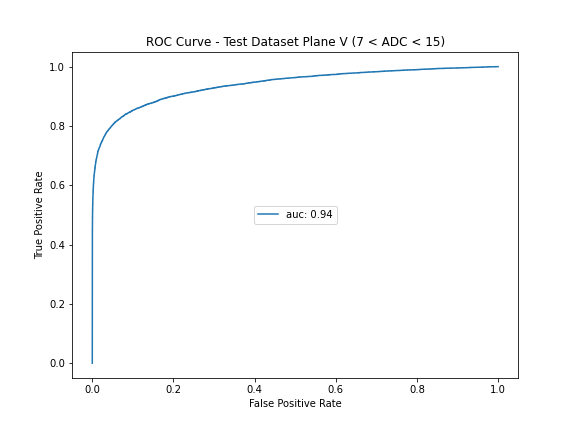 ROC Curve - Test Dataset Plane V (7 < ADC < 15)
1.0
0.8
0.6
0.4
0.2
0.0
True Positive Rate
auc: 0.94
0.0 0.2 0.4 0.6 0.8 1.0
False Positive Rate